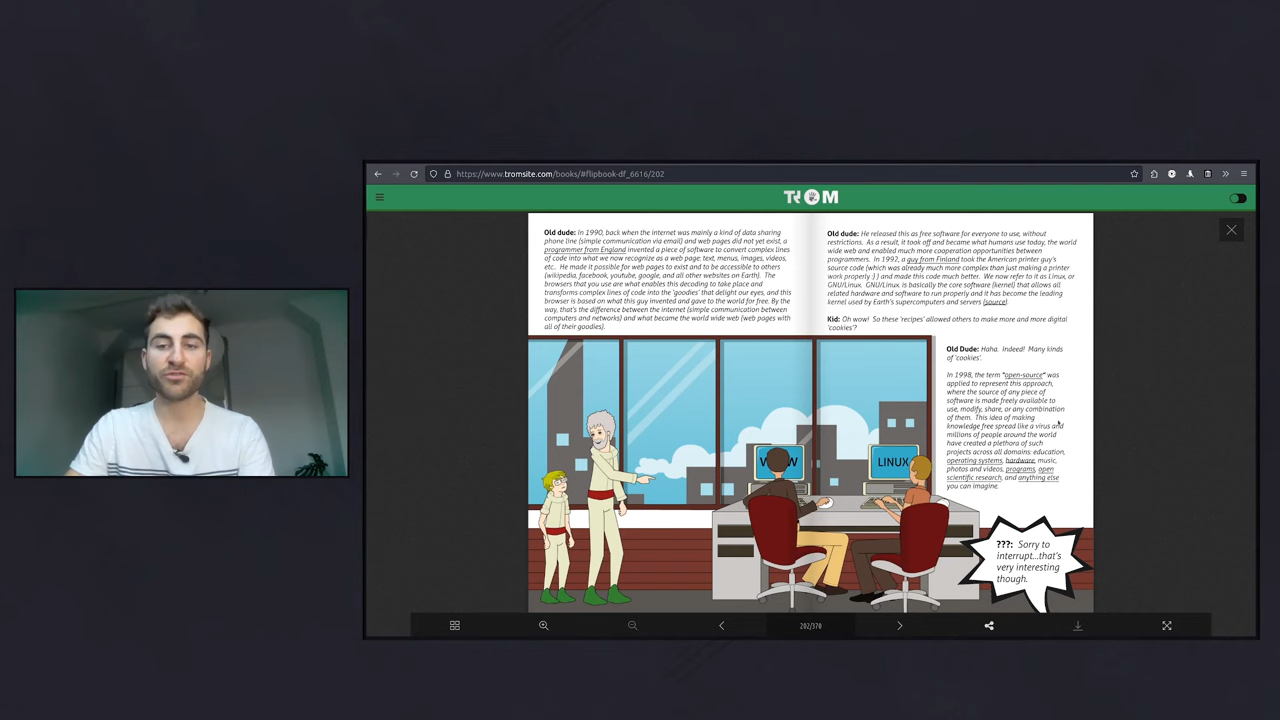 https://www.tromsite.com/books/#flipbook-df_6616/202
TROM
Old dude: In 1990, back when the internet was mainly a kind of data sharing
phone line (simple communication via email) and web pages did not yet exist, a
programmer from England invented a piece of software to convert complex lines
of code into what we now recognize as a web page: text, menus, images, videos,
etc.. He made it possible for web pages to exist and to be accessible to others
(wikipedia, facebook, youtube, google, and all other websites on Earth). The
browsers that you use are what enables this decoding to take place and
transforms complex lines of code into the 'goodies' that delight our eyes, and this
browser is based on what this guy invented and gave to the world for free. By the
way, that's the difference between the internet (simple communication between
computers and networks) and what became the world wide web (web pages with
all of their goodies).
Old dude: He released this as free software for everyone to use, without
restrictions. As a result, it took off and became what humans use today, the world
wide web and enabled much more cooperation opportunities between
programmers. In 1992, a guy from Finland took the American printer guy's
source code (which was already much more complex than just making a printer
work properly :) ) and made this code much better. We now refer to it as Linux, or
GNU/Linux. GNU/Linux is basically the core software (kernel) that allows all
related hardware and software to run properly and it has become the leading
kernel used by Earth's supercomputers and servers (source).
Kid: Oh wow! So these 'recipes' allowed others to make more and more digital
'cookies'?
Old Dude: Haha. Indeed! Many kinds
of 'cookies'.
In 1998, the term "open-source" was
applied to represent this approach,
where the source of any piece of
software is made freely available to
use, modify, share, or any combination
of them. This idea of making
knowledge free spread like a virus and
millions of people around the world
have created a plethora of such
projects across all domains: education,
operating systems, hardware, music,
photos and videos, programs, open
scientific research, and anything else
you can imagine.
LINUX
???: Sorry to
interrupt...that's
very interesting
though.
202/370